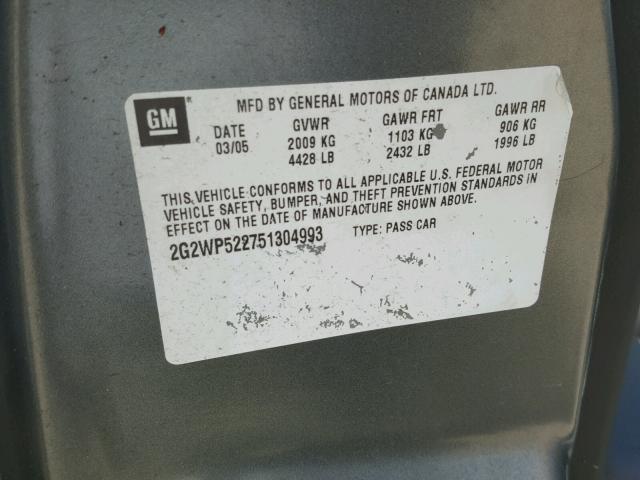 GM
MFD BY GENERAL MOTORS OF CANADA LTD.
DATE GVWR GAWR FRT GAWR RR
03/05 2009 KG 1103 KG 906 KG
4428 LB 2432 LB 1996 LB
THIS VEHICLE CONFORMS TO ALL APPLICABLE U.S. FEDERAL MOTOR
VEHICLE SAFETY, BUMPER, AND THEFT PREVENTION STANDARDS IN
EFFECT ON THE DATE OF MANUFACTURE SHOWN ABOVE.
2G2WP522751304993 TYPE: PASS CAR